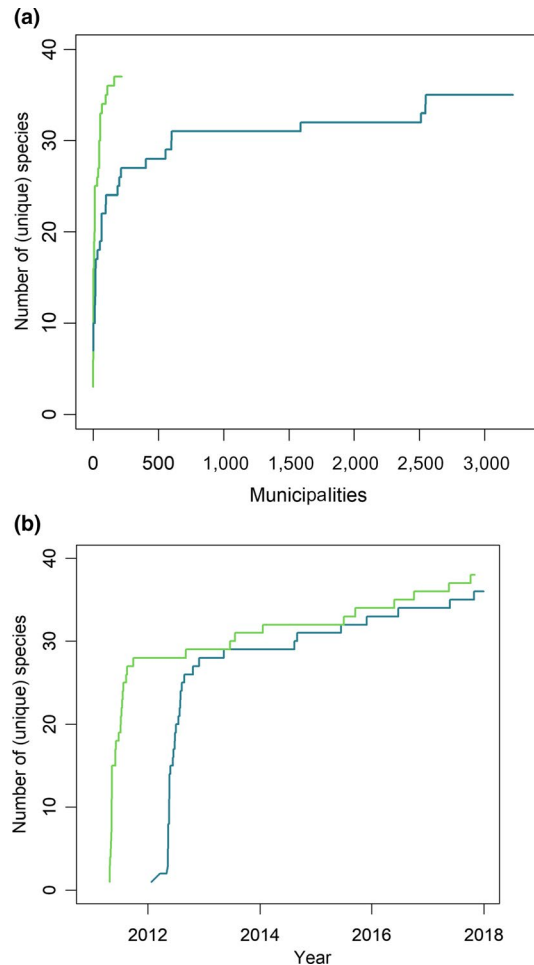 (a)
Number of (unique) species
40
30
20
10
0
0 500 1,000 1,500 2,000 2,500 3,000
Municipalities
(b)
Number of (unique) species
40
30
20
10
0
2012 2014 2016 2018
Year